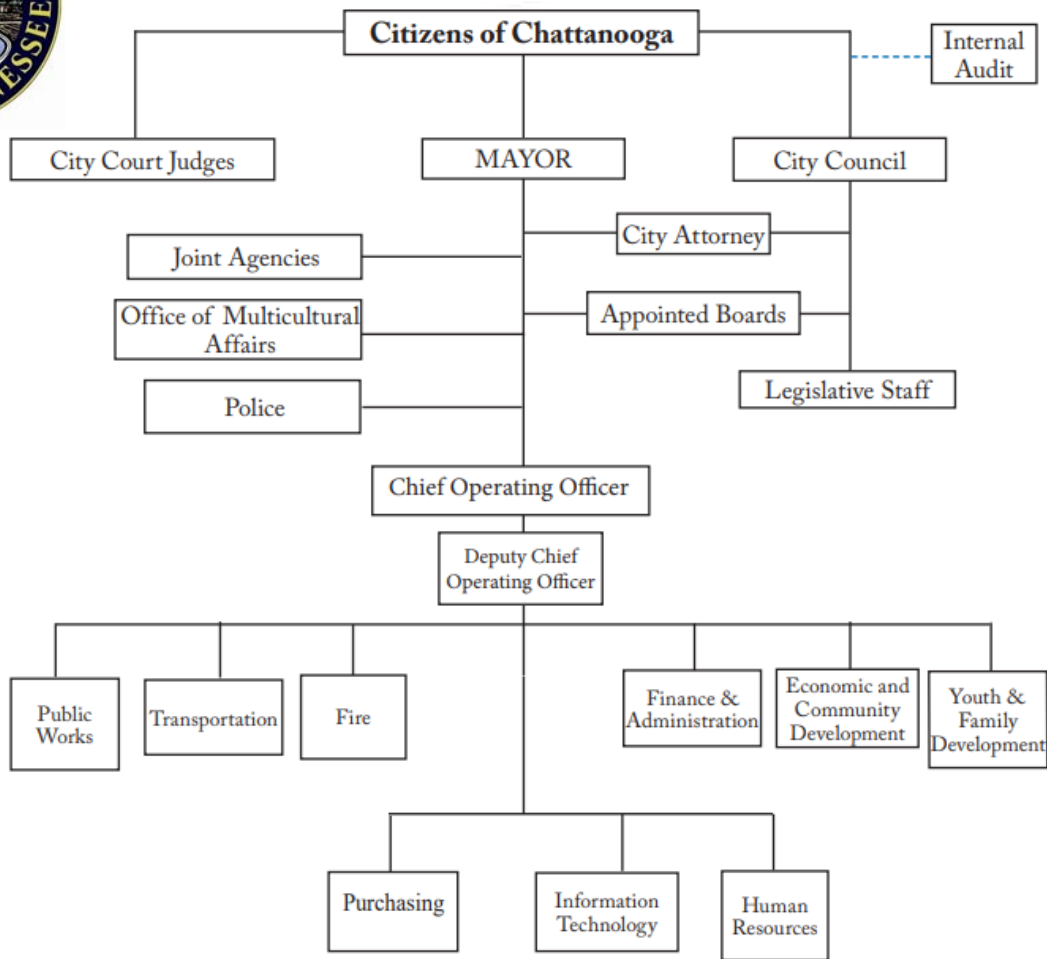 NESSEE
Citizens of Chattanooga
Internal
Audit
City Court Judges
MAYOR
City Council
City Attorney
Joint Agencies
Office of Multicultural
Affairs
Appointed Boards
Legislative Staff
Police
Chief Operating Officer
Deputy Chief
Operating Officer
Public
Works
Transportation
Fire
Finance &
Administration
Economic and
Community
Development
Youth &
Family
Development
Purchasing
Information
Technology
Human
Resources